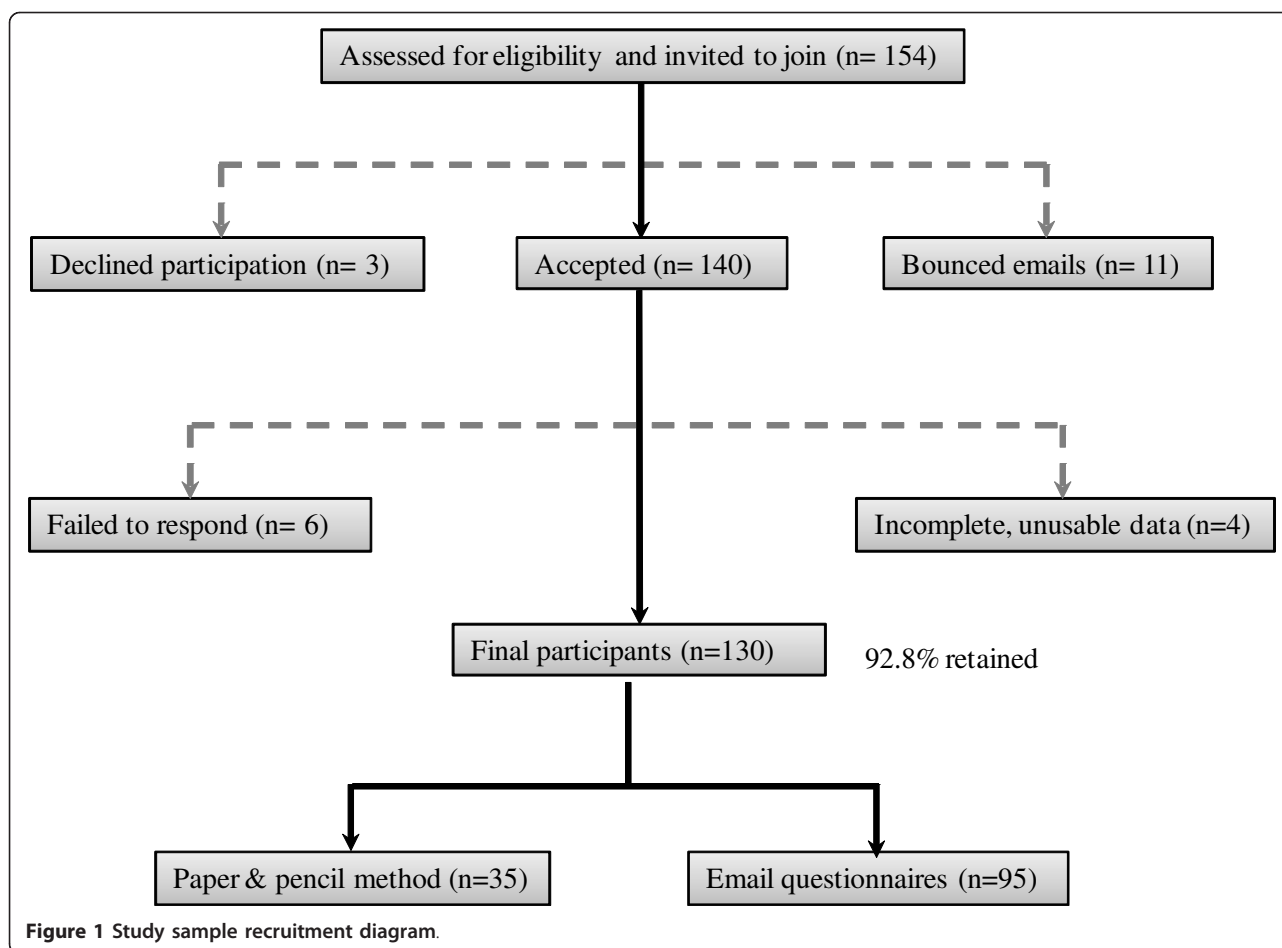 Assessed for eligibility and invited to join (n= 154)
Declined participation (n= 3)
Accepted (n= 140)
Bounced emails (n= 11)
Failed to respond (n= 6)
Incomplete, unusable data (n=4)
Final participants (n=130)
92.8% retained
Paper & pencil method (n=35)
Email questionnaires (n=95)
Figure 1 Study sample recruitment diagram.